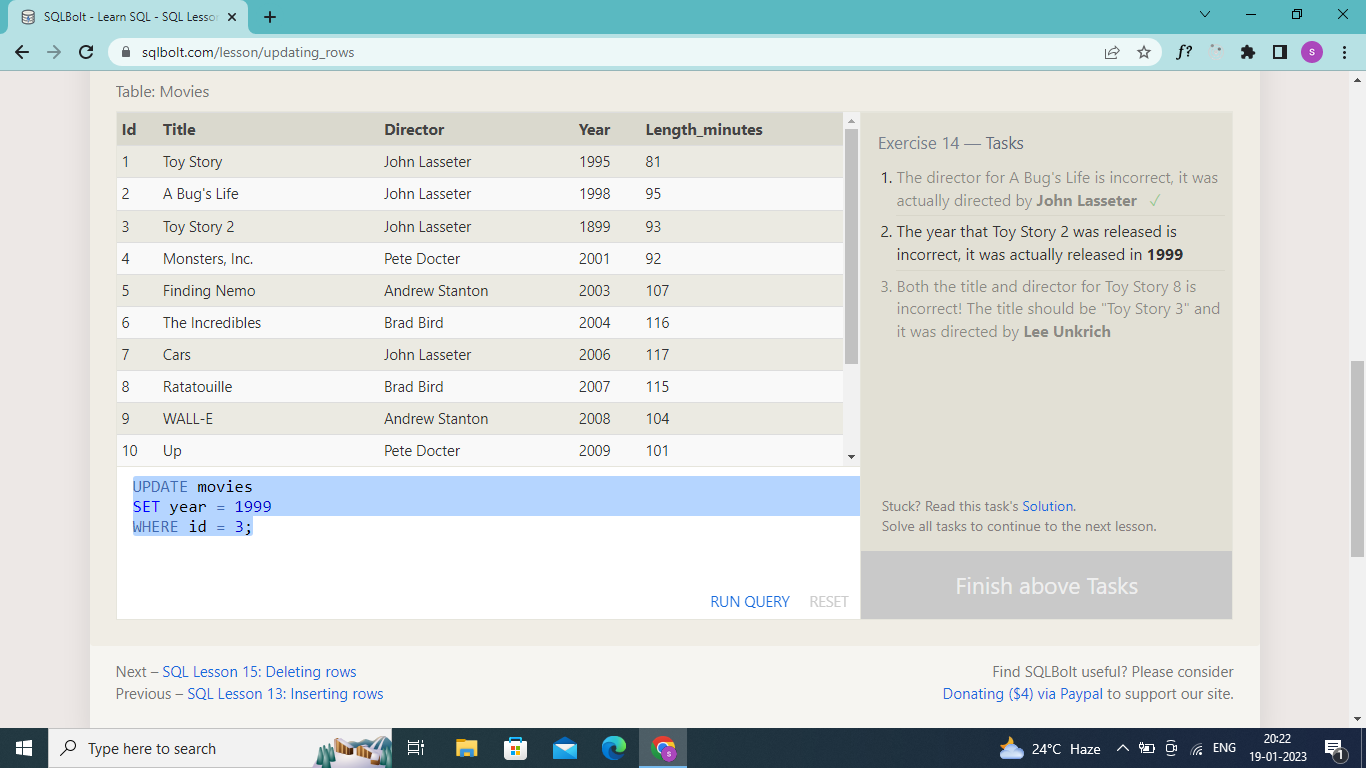 SQLBolt - Learn SQL - SQL Lesson
sqlbolt.com/lesson/updating_rows
f?
s
Table: Movies
Id Title Director Year Length_minutes
1 Toy Story John Lasseter 1995 81
2 A Bug's Life John Lasseter 1998 95
3 Toy Story 2 John Lasseter 1899 93
4 Monsters, Inc. Pete Docter 2001 92
5 Finding Nemo Andrew Stanton 2003 107
6 The Incredibles Brad Bird 2004 116
7 Cars John Lasseter 2006 117
8 Ratatouille Brad Bird 2007 115
9 WALL-E Andrew Stanton 2008 104
10 Up Pete Docter 2009 101
UPDATE movies
SET year = 1999
WHERE id = 3;
RUN QUERY RESET
Exercise 14 — Tasks
1. The director for A Bug's Life is incorrect, it was
actually directed by John Lasseter ✓
2. The year that Toy Story 2 was released is
incorrect, it was actually released in 1999
3. Both the title and director for Toy Story 8 is
incorrect! The title should be "Toy Story 3" and
it was directed by Lee Unkrich
Stuck? Read this task's Solution.
Solve all tasks to continue to the next lesson.
Finish above Tasks
Next – SQL Lesson 15: Deleting rows
Previous – SQL Lesson 13: Inserting rows
Find SQLBolt useful? Please consider
Donating ($4) via Paypal to support our site.
Type here to search
s
24°C Haze
ENG
20:22
19-01-2023
1